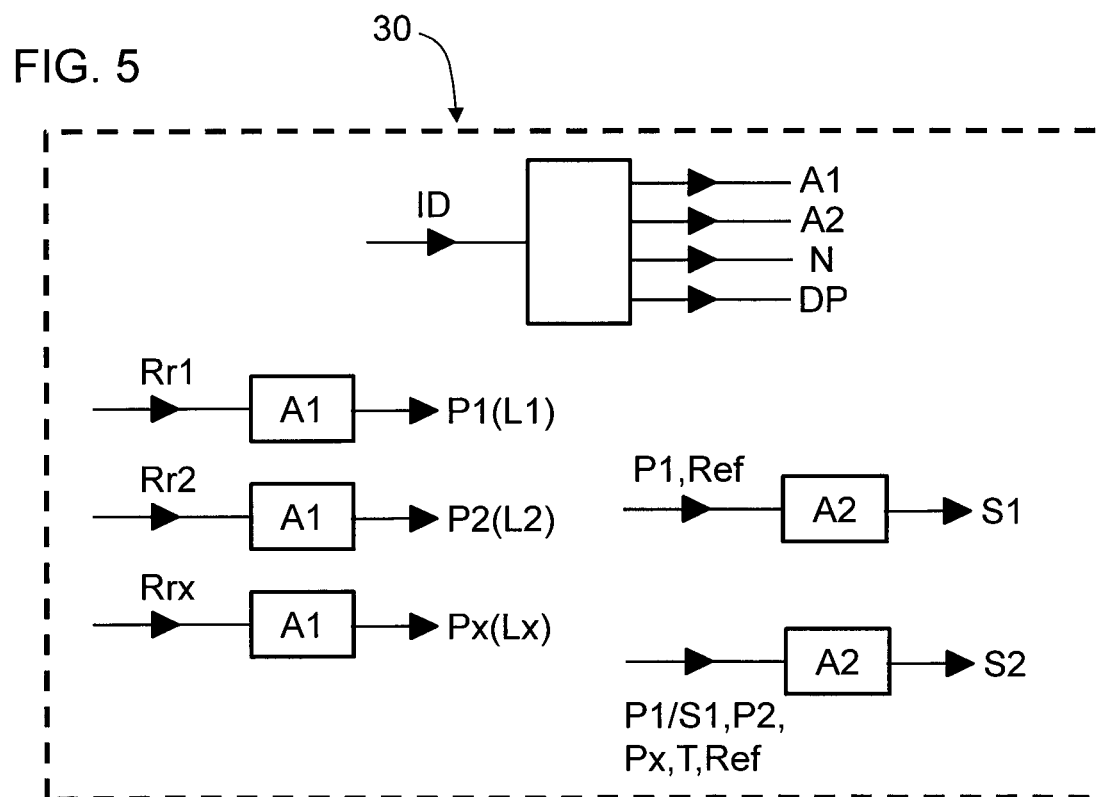 30
FIG. 5
ID
A1
A2
N
DP
Rr1
A1
P1(L1)
Rr2
A1
P2(L2)
Rrx
A1
Px(Lx)
P1,Ref
A2
S1
A2
S2
P1/S1,P2,
Px,T,Ref